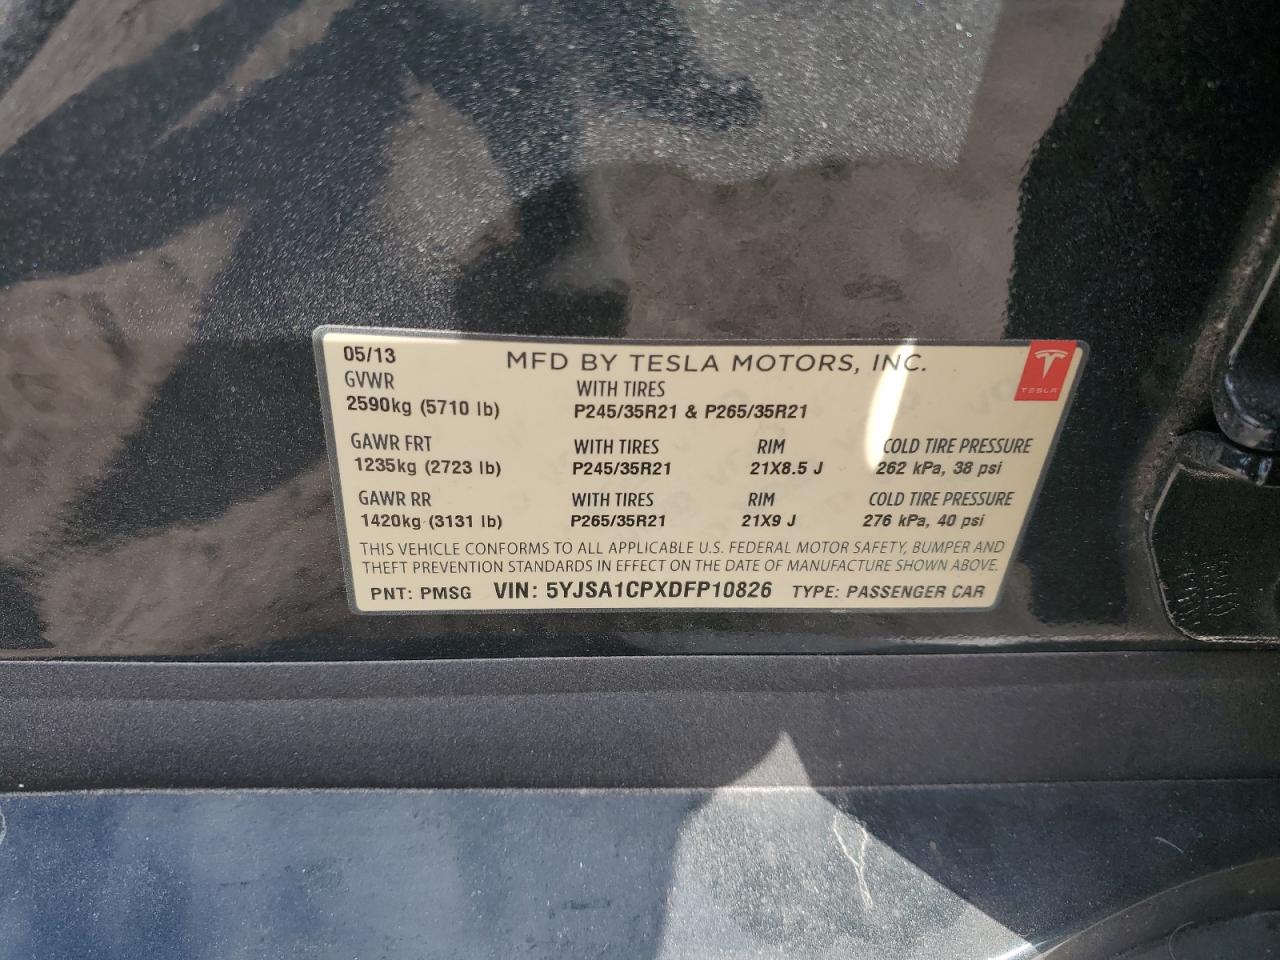 05/13 MFD BY TESLA MOTORS, INC.
TESLA
GVWR WITH TIRES
2590kg (5710 lb) P245/35R21 & P265/35R21
GAWR FRT WITH TIRES RIM COLD TIRE PRESSURE
1235kg (2723 lb) P245/35R21 21X8.5 J 262 kPa, 38 psi
GAWR RR WITH TIRES RIM COLD TIRE PRESSURE
1420kg (3131 lb) P265/35R21 21X9 J 276 kPa, 40 psi
THIS VEHICLE CONFORMS TO ALL APPLICABLE U.S. FEDERAL MOTOR SAFETY, BUMPER AND
THEFT PREVENTION STANDARDS IN EFFECT ON THE DATE OF MANUFACTURE SHOWN ABOVE.
PNT: PMSG VIN: 5YJSA1CPXDFP10826 TYPE: PASSENGER CAR